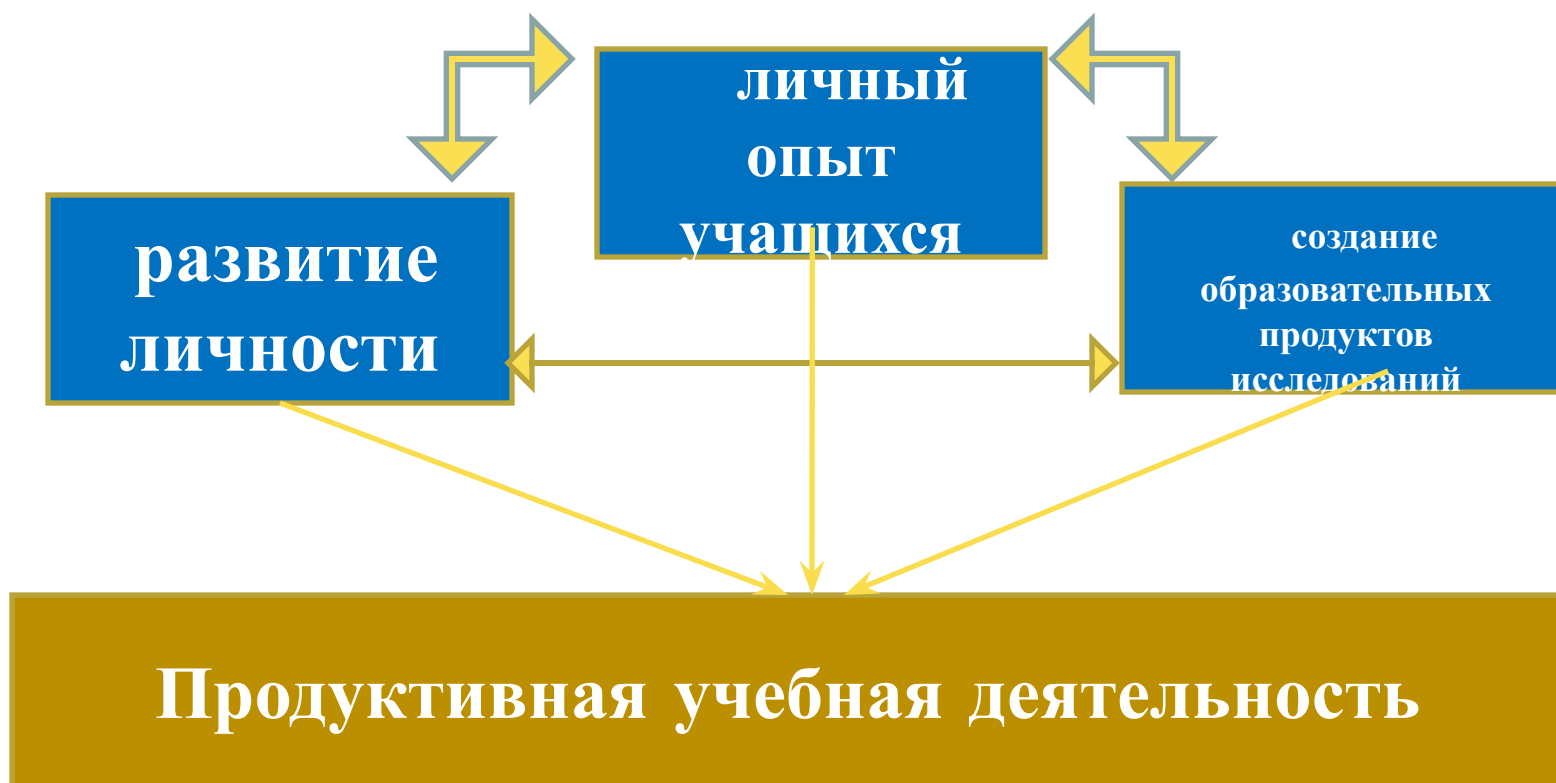 личный
опыт
учащихся
развитие
личности
создание
образовательных
продуктов
исследований
Продуктивная учебная деятельность